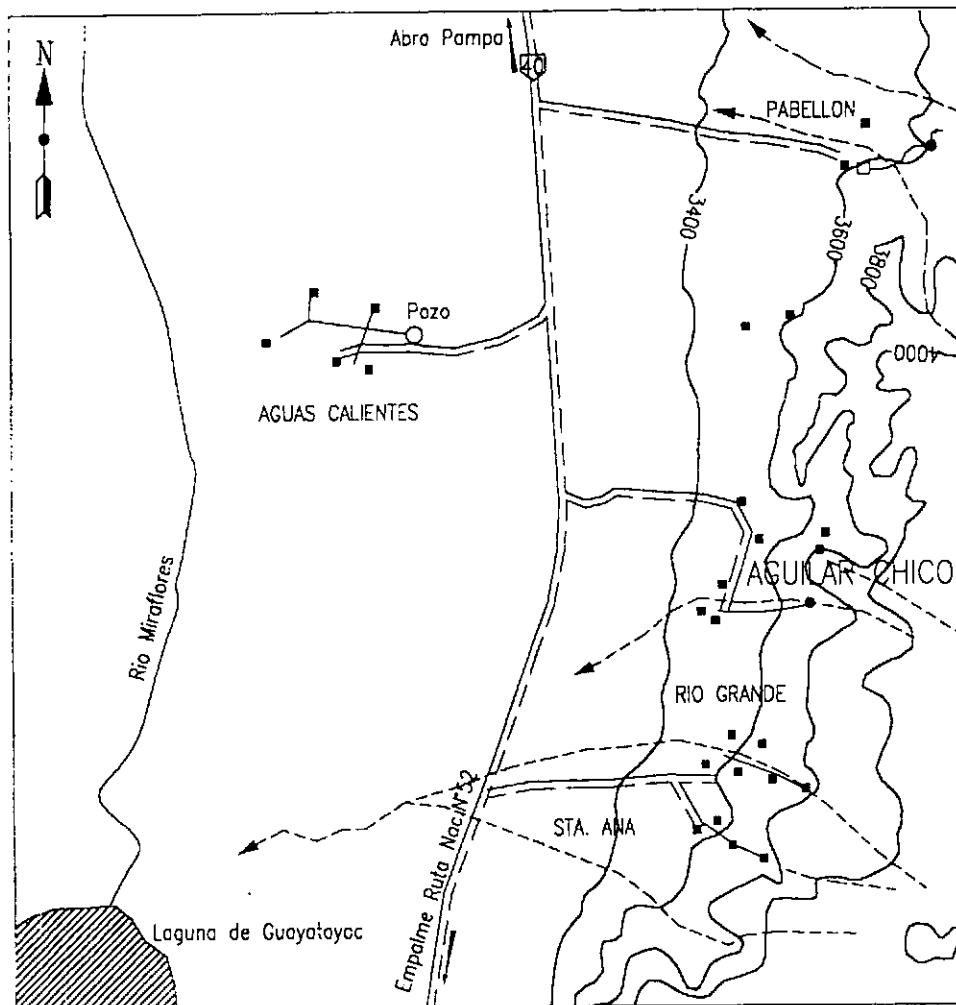 N
Abra Pampa
40
PABELLON
3400
3600
3800
4000
Pozo
AGUAS CALIENTES
Rio Miraflores
AGUILAR CHICO
RIO GRANDE
STA. ANA
Empalme Ruta Nac.N°52
Laguna de Guayatayoc